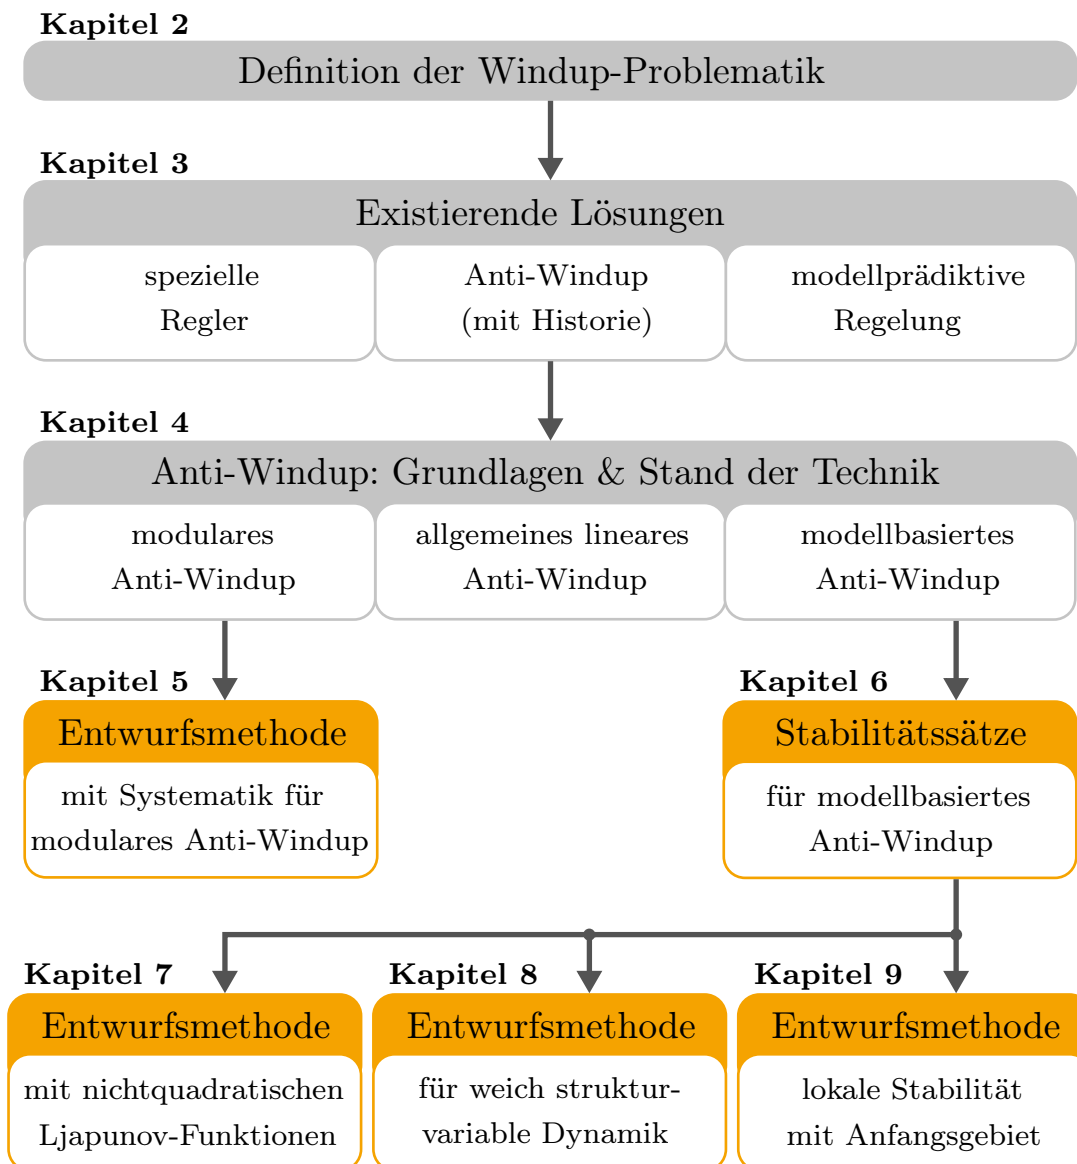 Kapitel 2
Definition der Windup-Problematik
Kapitel 3
Existierende Lösungen
spezielle
Regler
Anti-Windup
(mit Historie)
modellprädiktive
Regelung
Kapitel 4
Anti-Windup: Grundlagen & Stand der Technik
modulares
Anti-Windup
allgemeines lineares
Anti-Windup
modellbasiertes
Anti-Windup
Kapitel 5
Entwurfsmethode
mit Systematik für
modulares Anti-Windup
Kapitel 6
Stabilitätssätze
für modellbasiertes
Anti-Windup
Kapitel 7
Entwurfsmethode
mit nichtquadratischen
Ljapunov-Funktionen
Kapitel 8
Entwurfsmethode
für weich struktur-
variable Dynamik
Kapitel 9
Entwurfsmethode
lokale Stabilität
mit Anfangsgebiet